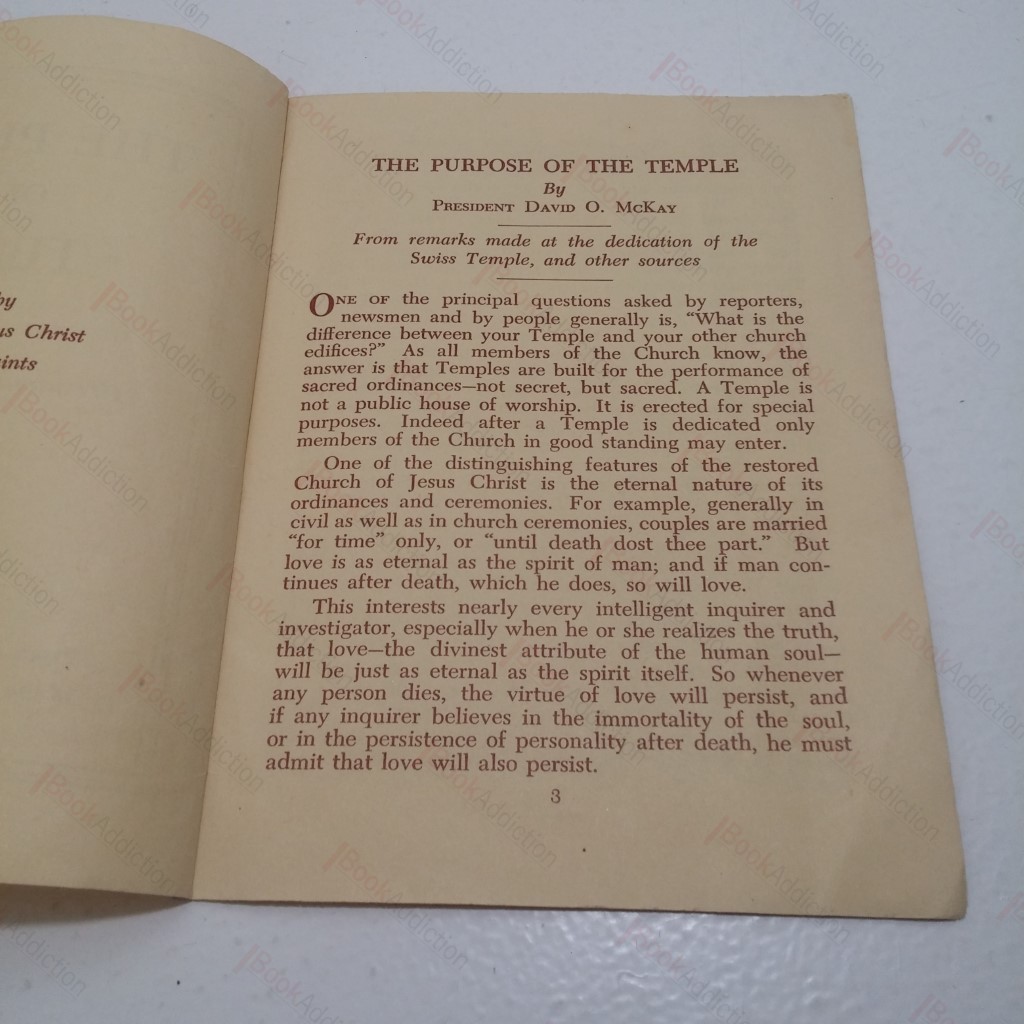 by
us Christ
ints
THE PURPOSE OF THE TEMPLE
By
PRESIDENT DAVID O. MCKAY
From remarks made at the dedication of the
Swiss Temple, and other sources
ONE OF the principal questions asked by reporters,
newsmen and by people generally is, “What is the
difference between your Temple and your other church
edifices?” As all members of the Church know, the
answer is that Temples are built for the performance of
sacred ordinances—not secret, but sacred. A Temple is
not a public house of worship. It is erected for special
purposes. Indeed after a Temple is dedicated only
members of the Church in good standing may enter.
One of the distinguishing features of the restored
Church of Jesus Christ is the eternal nature of its
ordinances and ceremonies. For example, generally in
civil as well as in church ceremonies, couples are married
“for time” only, or “until death dost thee part.” But
love is as eternal as the spirit of man; and if man con-
tinues after death, which he does, so will love.
This interests nearly every intelligent inquirer and
investigator, especially when he or she realizes the truth,
that love—the divinest attribute of the human soul—
will be just as eternal as the spirit itself. So whenever
any person dies, the virtue of love will persist, and
if any inquirer believes in the immortality of the soul,
or in the persistence of personality after death, he must
admit that love will also persist.
3
BookAddiction